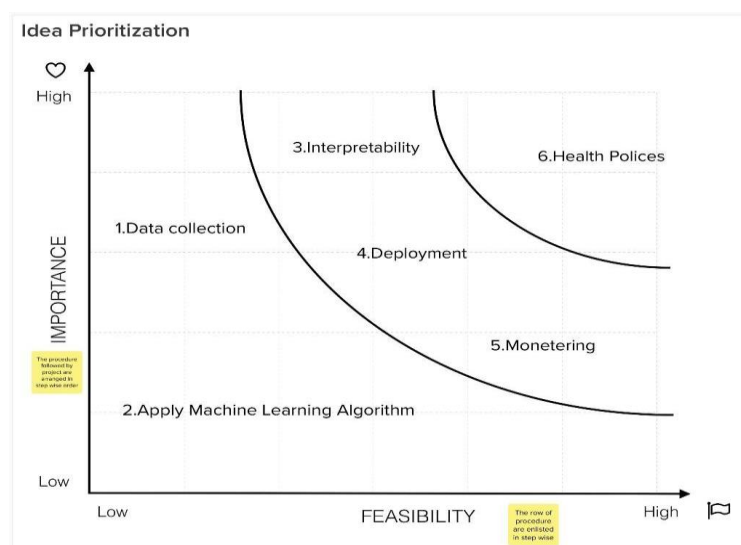 Idea Prioritization
High
3.Interpretability
6.Health Polices
1.Data collection
4.Deployment
IMPORTANCE
5.Monetering
The procedure
followed by
project are
arranged in
step wise order
2.Apply Machine Learning Algorithm
Low
Low
FEASIBILITY
The row of
procedure
are enlisted
in step wise
High